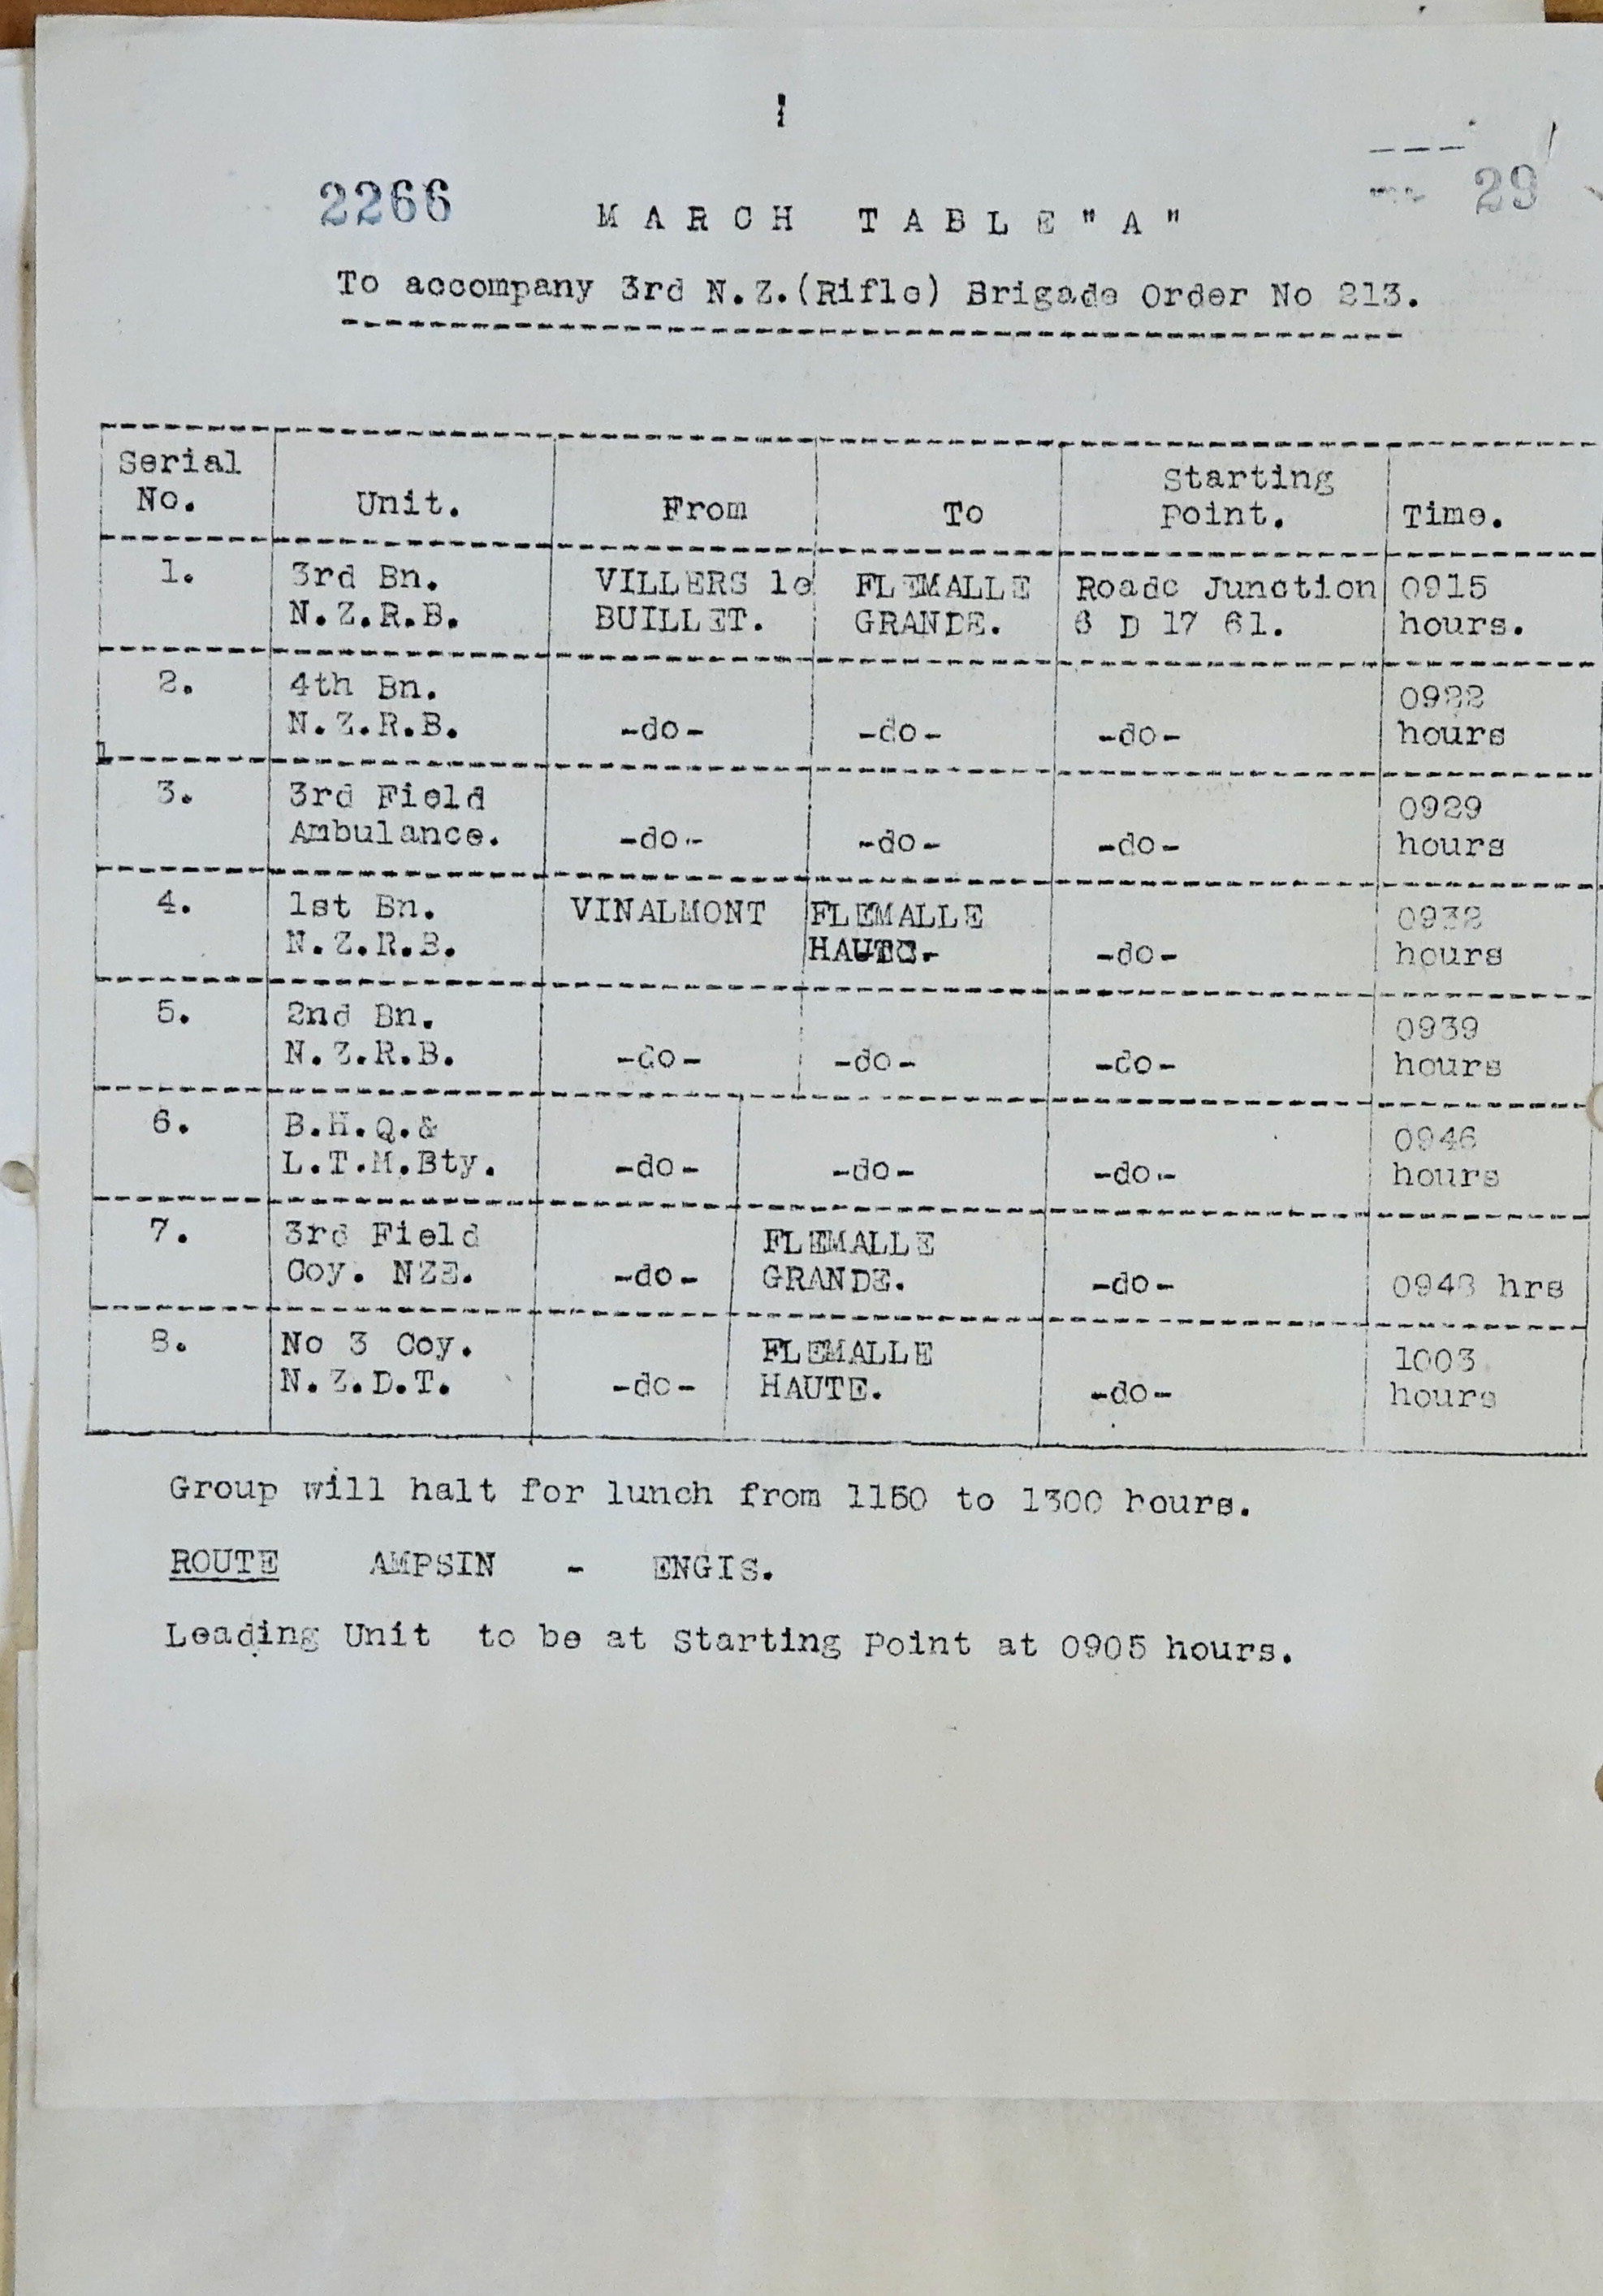 2266
29
M A R C H   T A B L E " A "
To accompany 3rd N.Z.(Rifle) Brigade Order No 213.
Serial No. Unit. From To Starting Point. Time.
1. 3rd Bn. VILLERS le FLEMALLE Roade Junction 0915
N.Z.R.B. BUILLET. GRANDE. 6 D 17 61. hours.
2. 4th Bn. 0922
N.Z.R.B. -do- -do- -do- hours
3. 3rd Field 0929
Ambulance. -do- -do- -do- hours
4. 1st Bn. VINALMONT FLEMALLE 0932
N.Z.R.B. HAUTE. -do- hours
5. 2nd Bn. 0939
N.Z.R.B. -do- -do- -do- hours
6. B.H.Q.& 0946
L.T.M.Bty. -do- -do- -do- hours
7. 3rd Field FLEMALLE
Coy. NZE. -do- GRANDE. -do- hrs
8. No 3 Coy. FLEMALLE 1003
N.Z.D.T. -do- HAUTE. -do- hours
Group will halt for lunch from 1150 to 1300 hours.
ROUTE AMPSIN - ENGIS.
Leading Unit to be at Starting Point at 0905 hours.